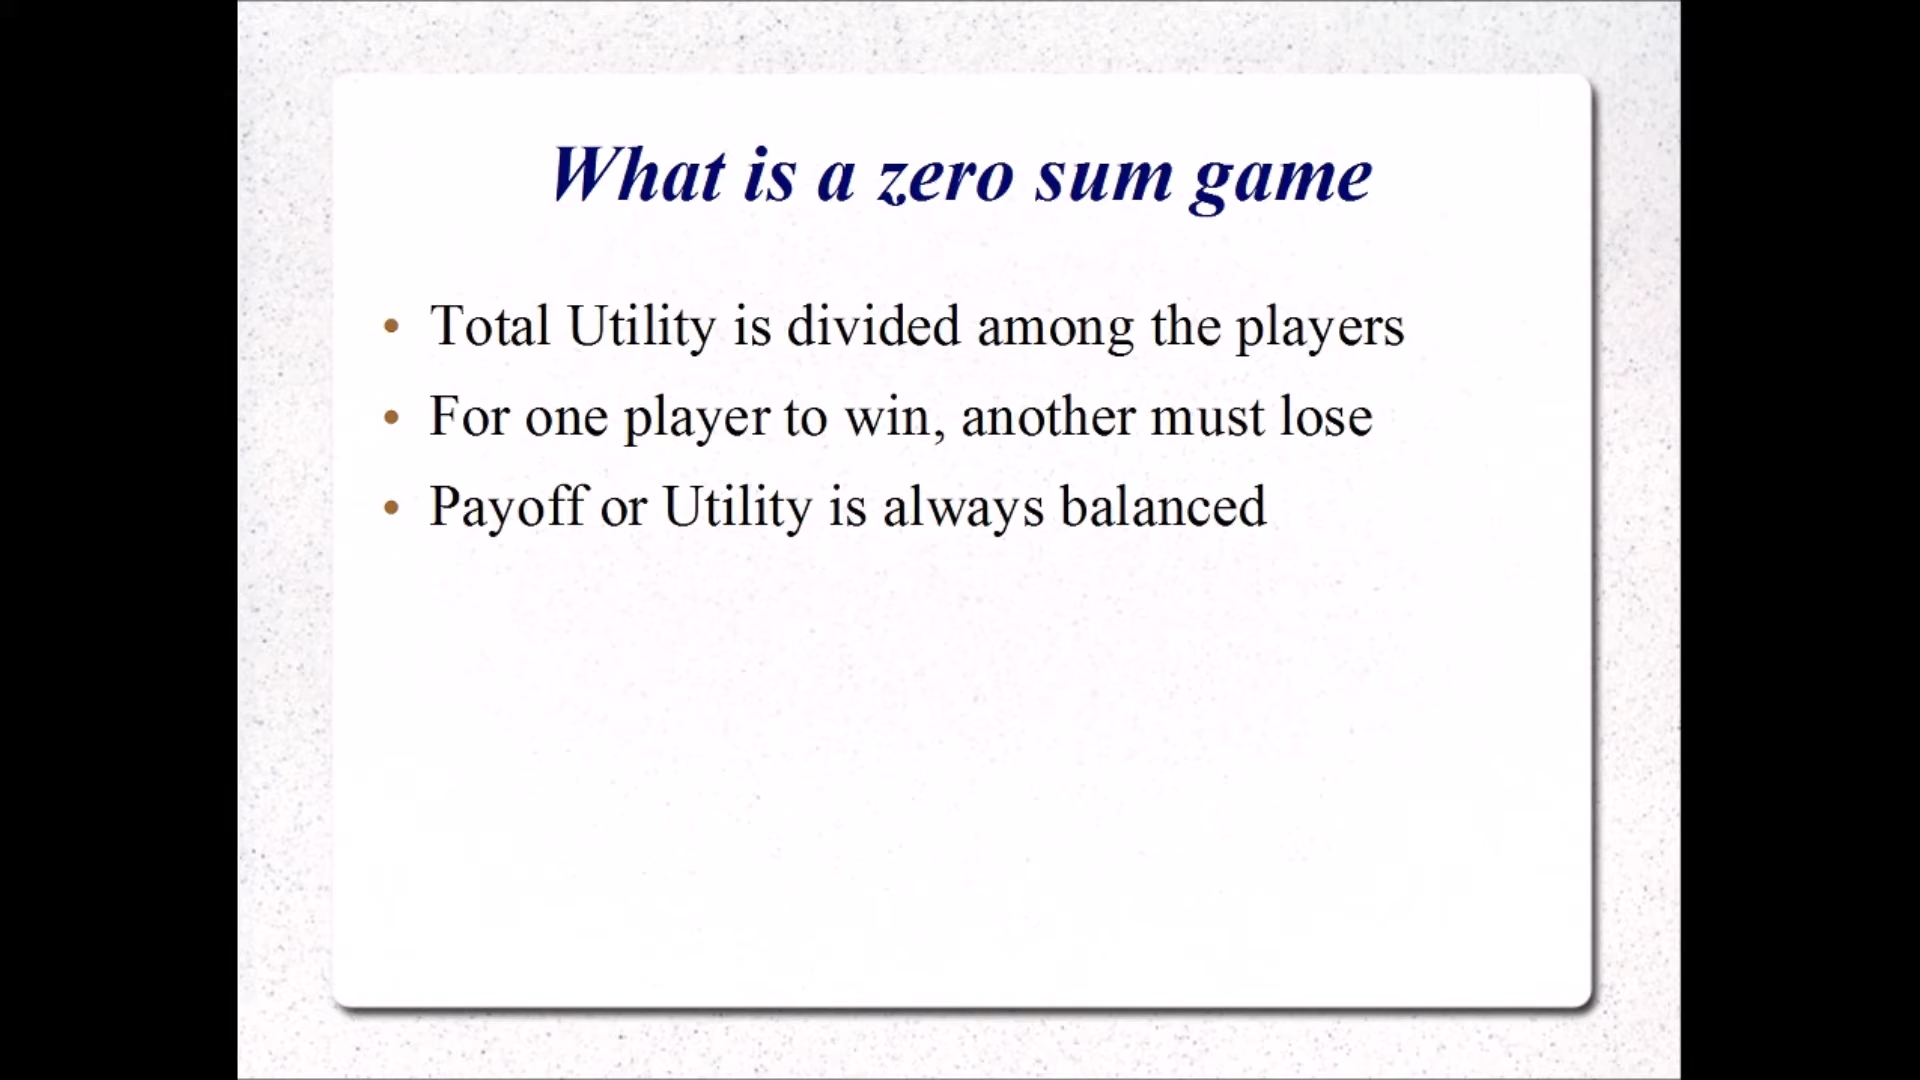 What is a zero sum game
• Total Utility is divided among the players
• For one player to win, another must lose
• Payoff or Utility is always balanced